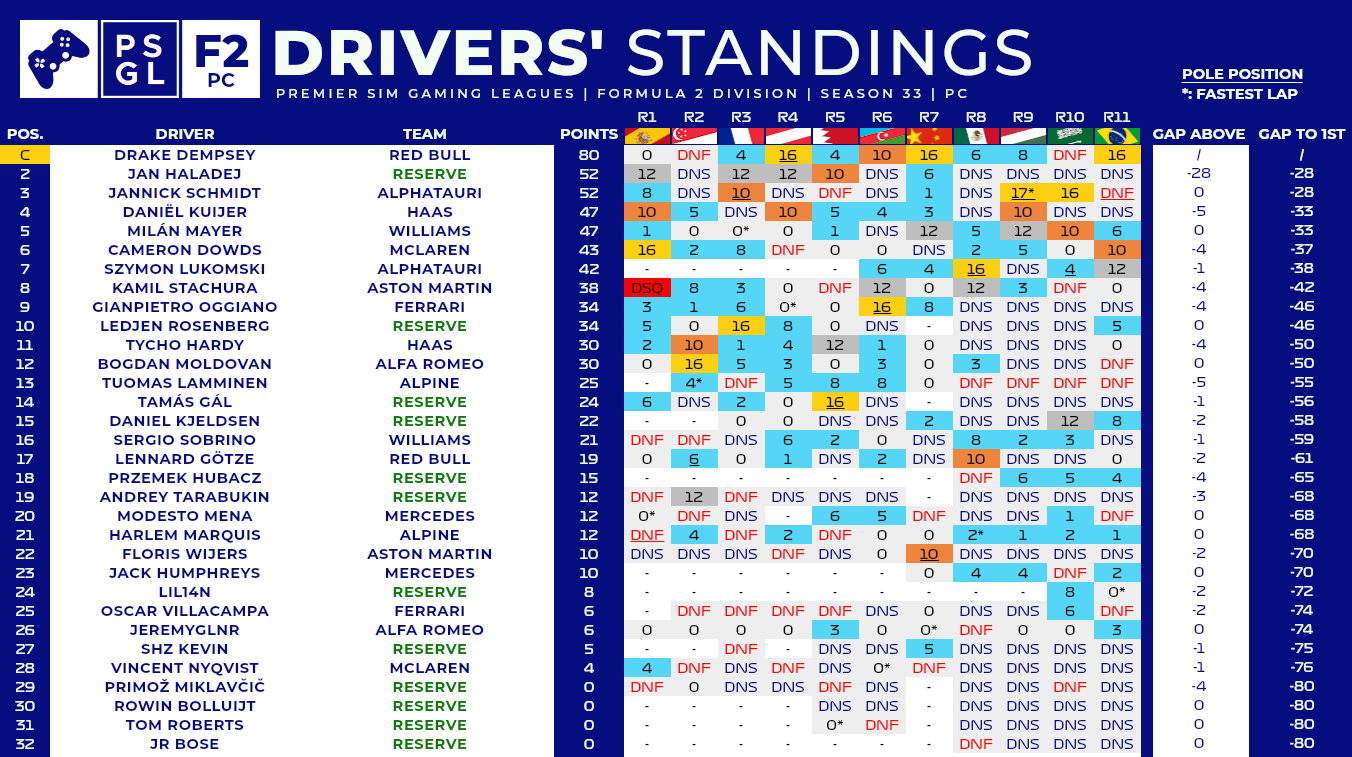 PS
GL
F2
PC
DRIVERS' STANDINGS
PREMIER SIM GAMING LEAGUES | FORMULA 2 DIVISION | SEASON 33 | PC
POLE POSITION
*: FASTEST LAP
R1 R2 R3 R4 R5 R6 R7 R8 R9 R10 R11
POS. DRIVER TEAM POINTS GAP ABOVE GAP TO 1ST
C DRAKE DEMPSEY RED BULL 80 0 DNF 4 16 4 10 16 6 8 DNF 16 / /
2 JAN HALADEJ RESERVE 52 12 DNS 12 12 10 DNS 6 DNS DNS DNS DNS -28 -28
3 JANNICK SCHMIDT ALPHATAURI 52 8 DNS 10 DNS DNF DNS 1 DNS 17* 16 DNF 0 -28
4 DANIËL KUIJER HAAS 47 10 5 DNS 10 5 4 3 DNS 10 DNS DNS -5 -33
5 MILÁN MAYER WILLIAMS 47 1 0 0* 0 1 DNS 12 5 12 10 6 0 -33
6 CAMERON DOWDS MCLAREN 43 16 2 8 DNF 0 0 DNS 2 5 0 10 -4 -37
7 SZYMON LUKOMSKI ALPHATAURI 42 - - - - - 6 4 16 DNS 4 12 -1 -38
8 KAMIL STACHURA ASTON MARTIN 38 DSQ 8 3 0 DNF 12 0 12 3 DNF 0 -4 -42
9 GIANPIETRO OGGIANO FERRARI 34 3 1 6 0* 0 16 8 DNS DNS DNS DNS -4 -46
10 LEDJEN ROSENBERG RESERVE 34 5 0 16 8 0 DNS - DNS DNS DNS 5 0 -46
11 TYCHO HARDY HAAS 30 2 10 1 4 12 1 0 DNS DNS DNS 0 -4 -50
12 BOGDAN MOLDOVAN ALFA ROMEO 30 0 16 5 3 0 3 0 3 DNS DNS DNF 0 -50
13 TUOMAS LAMMINEN ALPINE 25 - 4* DNF 5 8 8 0 DNF DNF DNF DNF -5 -55
14 TAMÁS GÁL RESERVE 24 6 DNS 2 0 16 DNS - DNS DNS DNS DNS -1 -56
15 DANIEL KJELDSEN RESERVE 22 - - 0 0 DNS DNS 2 DNS DNS 12 8 -2 -58
16 SERGIO SOBRINO WILLIAMS 21 DNF DNF DNS 6 2 0 DNS 8 2 3 DNS -1 -59
17 LENNARD GÖTZE RED BULL 19 0 6 0 1 DNS 2 DNS 10 DNS DNS 0 -2 -61
18 PRZEMEK HUBACZ RESERVE 15 - - - - - - - DNF 6 5 4 -4 -65
19 ANDREY TARABUKIN RESERVE 12 DNF 12 DNF DNS DNS DNS - DNS DNS DNS DNS -3 -68
20 MODESTO MENA MERCEDES 12 0* DNF DNS - 6 5 DNF DNS DNS 1 DNF 0 -68
21 HARLEM MARQUIS ALPINE 12 DNF 4 DNF 2 DNF 0 0 2* 1 2 1 0 -68
22 FLORIS WIJERS ASTON MARTIN 10 DNS DNS DNS DNF DNS 0 10 DNS DNS DNS DNS -2 -70
23 JACK HUMPHREYS MERCEDES 10 - - - - - - 0 4 4 DNF 2 0 -70
24 LIL14N RESERVE 8 - - - - - - - - - 8 0* -2 -72
25 OSCAR VILLACAMPA FERRARI 6 - DNF DNF DNF DNF DNS 0 DNS DNS 6 DNF -2 -74
26 JEREMYGLNR ALFA ROMEO 6 0 0 0 0 3 0 0* DNF 0 0 3 0 -74
27 SHZ KEVIN RESERVE 5 - - DNF - DNS DNS 5 DNS DNS DNS DNS -1 -75
28 VINCENT NYQVIST MCLAREN 4 4 DNF DNS DNF DNS 0* DNF DNS DNS DNS DNS -1 -76
29 PRIMOŽ MIKLAVČIČ RESERVE 0 DNF 0 DNS DNS DNF DNS - DNS DNS DNF DNS -4 -80
30 ROWIN BOLLUIJT RESERVE 0 - - - - DNS DNS - DNS DNS DNS DNS 0 -80
31 TOM ROBERTS RESERVE 0 - - - - 0* DNF - DNS DNS DNS DNS 0 -80
32 JR BOSE RESERVE 0 - - - - - - - DNF DNS DNS DNS 0 -80